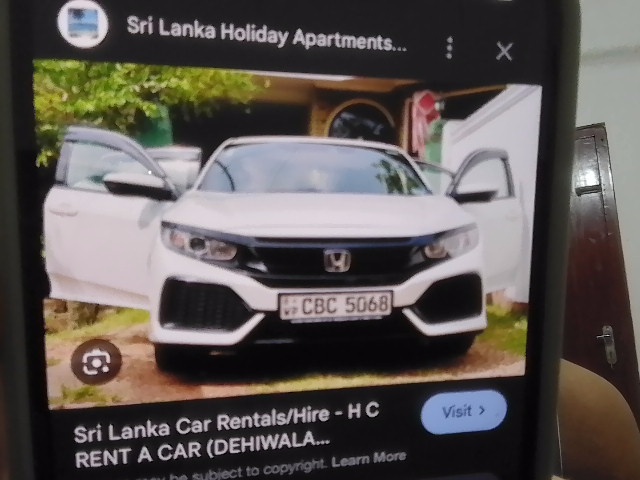 Sri Lanka Holiday Apartments...
CBC 5068
Sri Lanka Car Rentals/Hire - H C
RENT A CAR (DEHIWALA...
Visit >
may be subject to copyright. Learn More